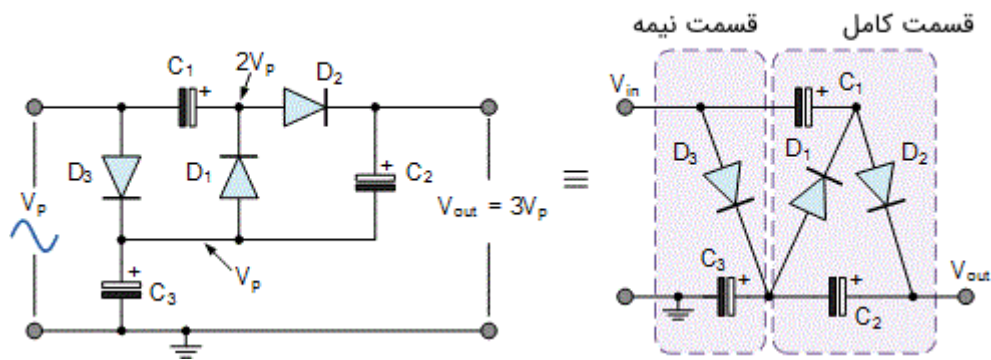 قسمت کامل
قسمت نیمه
C₁
+
2Vₚ
D₂
D₃
D₁
+
C₂
Vₚ
Vₒᵤₜ = 3Vₚ
Vₚ
+
C₃
≡
Vᵢₙ
C₁
+
D₃
D₁
D₂
C₃
+
+
C₂
Vₒᵤₜ